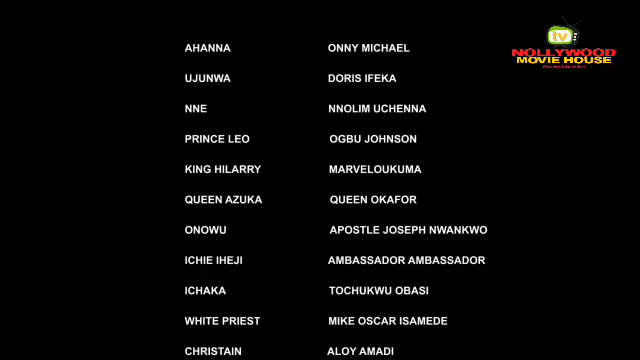 tv
NOLLYWOOD
MOVIE HOUSE
AHANNA ONNY MICHAEL
UJUNWA DORIS IFEKA
NNE NNOLIM UCHENNA
PRINCE LEO OGBU JOHNSON
KING HILARRY MARVELOUKUMA
QUEEN AZUKA QUEEN OKAFOR
ONOWU APOSTLE JOSEPH NWANKWO
ICHIE IHEJI AMBASSADOR AMBASSADOR
ICHAKA TOCHUKWU OBASI
WHITE PRIEST MIKE OSCAR ISAMEDE
CHRISTAIN ALOY AMADI